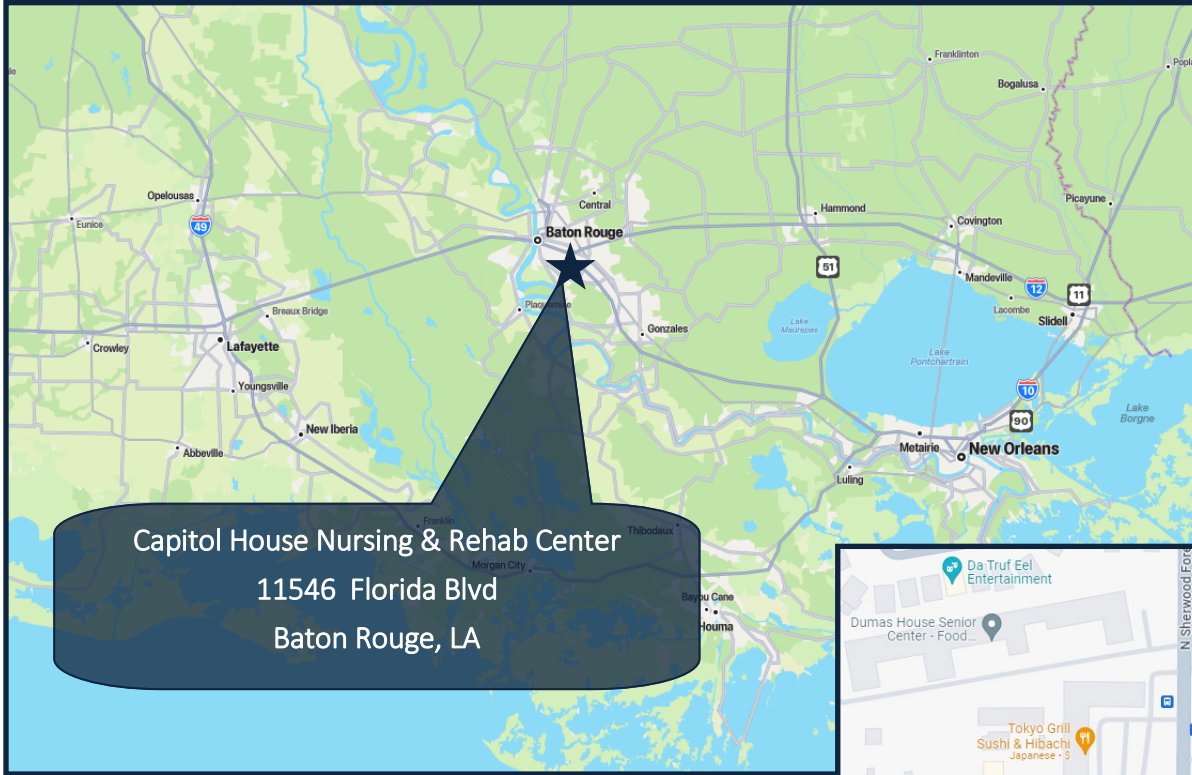 Franklinton
Bogalusa
Opelousas
Eunice
49
Central
Baton Rouge
Hammond
Covington
Picayune
51
Mandeville
12
11
Lacombe
Slidell
Plaquemine
Breaux Bridge
Lafayette
Crowley
Gonzales
Lake
Maurepas
Lake
Pontchartrain
Youngsville
10
90
Lake
Borgne
New Iberia
Abbeville
Metairie
New Orleans
Luling
Franklin
Thibodaux
Morgan City
Bayou Cane
Houma
Capitol House Nursing & Rehab Center
11546 Florida Blvd
Baton Rouge, LA
Da Truf Eel
Entertainment
Dumas House Senior
Center - Food...
N Sherwood Fore
Tokyo Grill
Sushi & Hibachi
Japanese • $